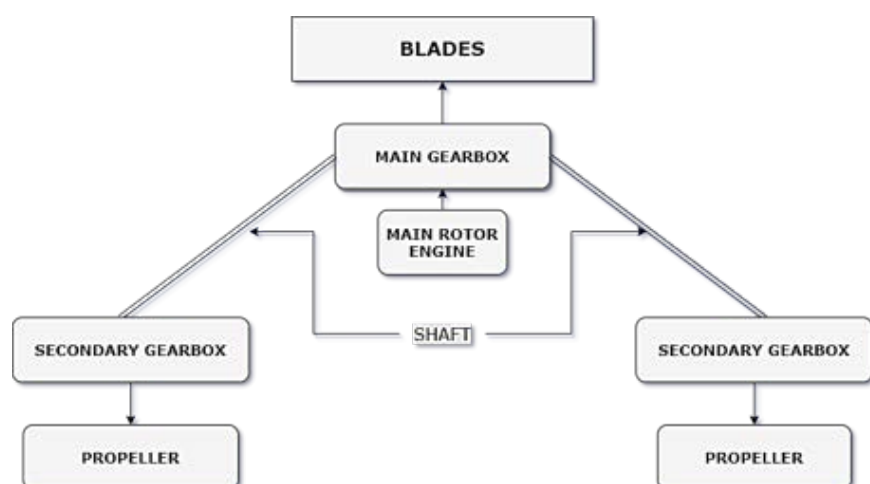 BLADES
MAIN GEARBOX
MAIN ROTOR
ENGINE
SHAFT
SECONDARY GEARBOX
SECONDARY GEARBOX
PROPELLER
PROPELLER